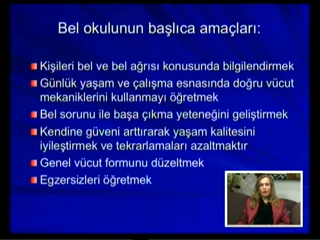 Bel okulunun başlıca amaçları:
Kişileri bel ve bel ağrısı konusunda bilgilendirmek
Günlük yaşam ve çalışma esnasında doğru vücut
mekaniklerini kullanmayı öğretmek
Bel sorunu ile başa çıkma yeteneğini geliştirmek
Kendine güveni arttırarak yaşam kalitesini
iyileştirmek ve tekrarlamaları azaltmaktır
Genel vücut formunu düzeltmek
Egzersizleri öğretmek